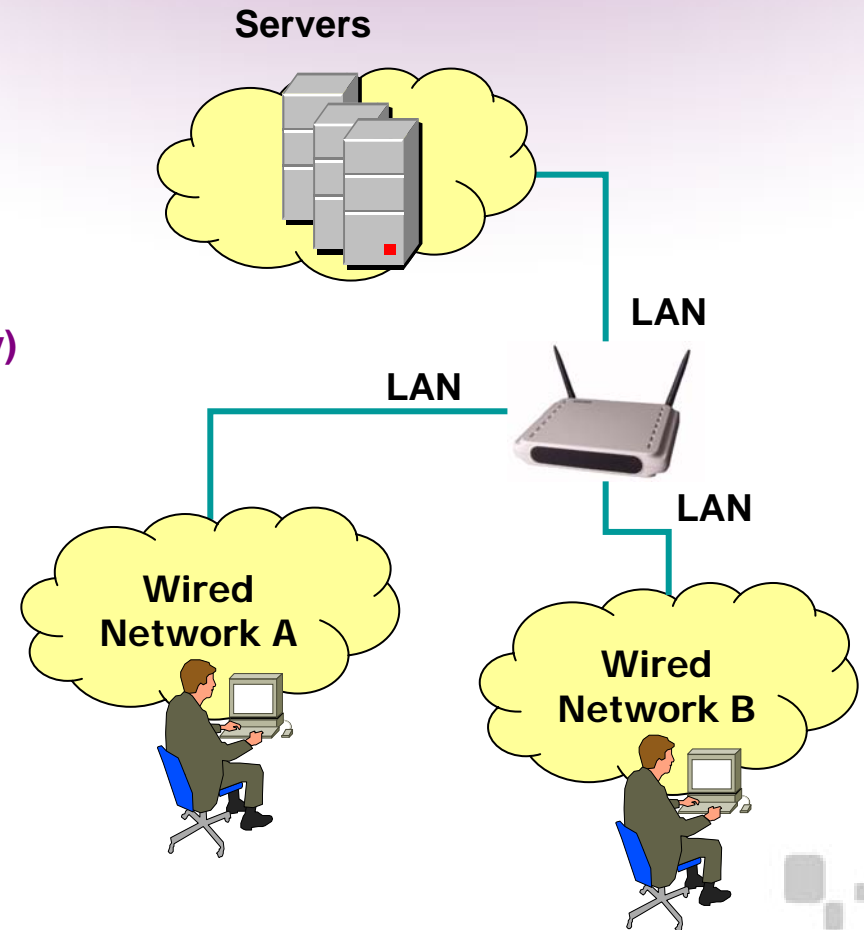 Servers
LAN
)
LAN
LAN
Wired
Network A
Wired
Network B